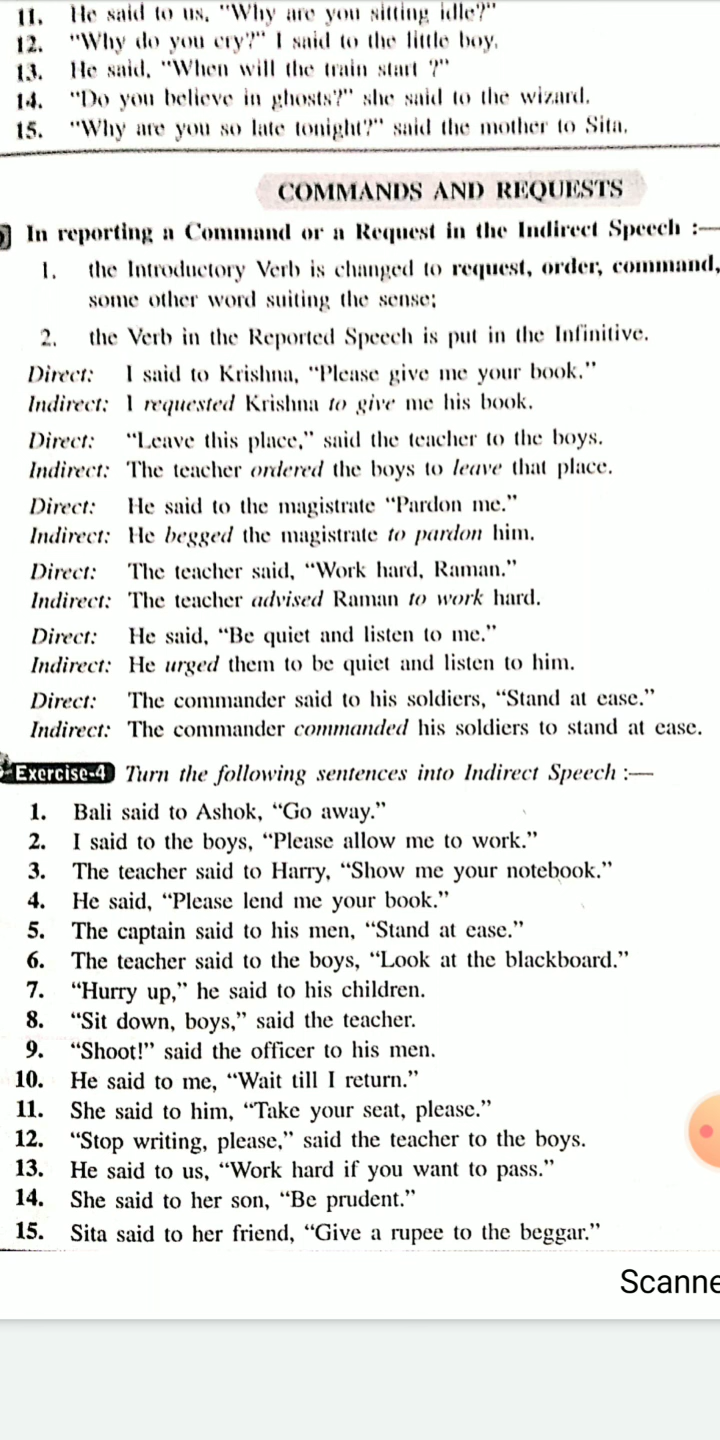 11. He said to us, "Why are you sitting idle?"
12. "Why do you cry?" I said to the little boy.
13. He said, "When will the train start ?"
14. "Do you believe in ghosts?" she said to the wizard.
15. "Why are you so late tonight?" said the mother to Sita.
COMMANDS AND REQUESTS
In reporting a Command or a Request in the Indirect Speech :—
1. the Introductory Verb is changed to request, order, command,
some other word suiting the sense;
2. the Verb in the Reported Speech is put in the Infinitive.
Direct: I said to Krishna, "Please give me your book."
Indirect: I requested Krishna to give me his book.
Direct: "Leave this place," said the teacher to the boys.
Indirect: The teacher ordered the boys to leave that place.
Direct: He said to the magistrate "Pardon me."
Indirect: He begged the magistrate to pardon him.
Direct: The teacher said, "Work hard, Raman."
Indirect: The teacher advised Raman to work hard.
Direct: He said, "Be quiet and listen to me."
Indirect: He urged them to be quiet and listen to him.
Direct: The commander said to his soldiers, "Stand at ease."
Indirect: The commander commanded his soldiers to stand at ease.
Exercise-4 Turn the following sentences into Indirect Speech :—
1. Bali said to Ashok, "Go away."
2. I said to the boys, "Please allow me to work."
3. The teacher said to Harry, "Show me your notebook."
4. He said, "Please lend me your book."
5. The captain said to his men, "Stand at ease."
6. The teacher said to the boys, "Look at the blackboard."
7. "Hurry up," he said to his children.
8. "Sit down, boys," said the teacher.
9. "Shoot!" said the officer to his men.
10. He said to me, "Wait till I return."
11. She said to him, "Take your seat, please."
12. "Stop writing, please," said the teacher to the boys.
13. He said to us, "Work hard if you want to pass."
14. She said to her son, "Be prudent."
15. Sita said to her friend, "Give a rupee to the beggar."
Scanne